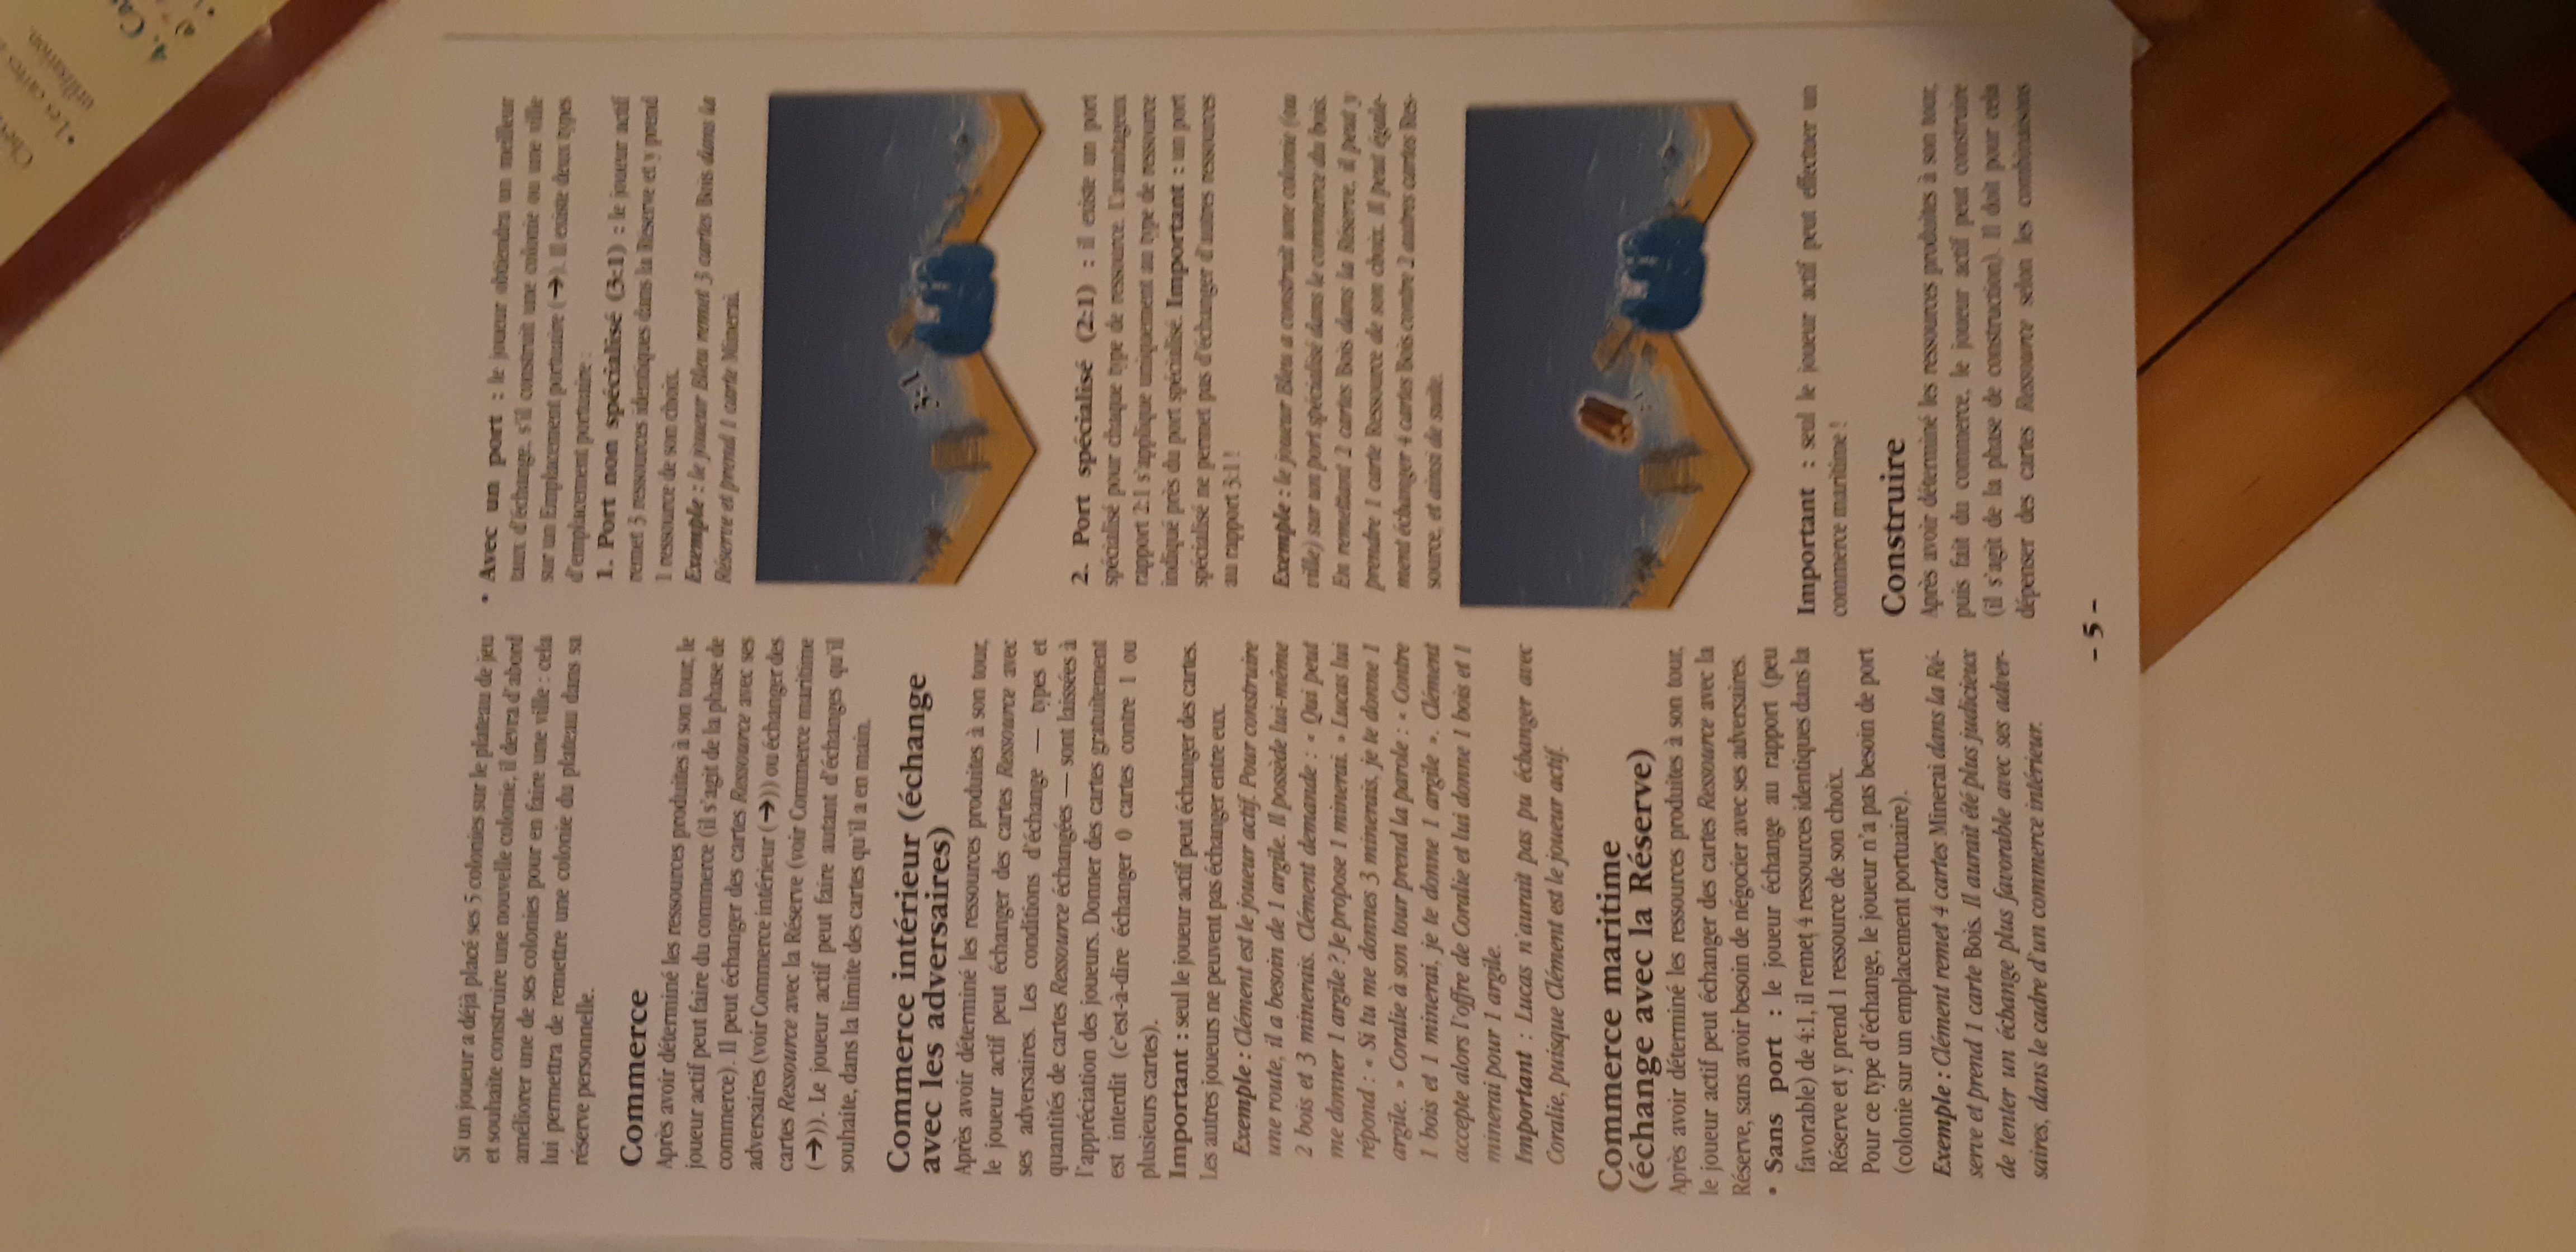 Chev
• Les cartes
utilisation.
4. Ca
a)
Si un joueur a déjà placé ses 5 colonies sur le plateau de jeu
et souhaite construire une nouvelle colonie, il devra d'abord
améliorer une de ses colonies pour en faire une ville : cela
lui permettra de remettre une colonie du plateau dans sa
réserve personnelle.
Commerce
Après avoir déterminé les ressources produites à son tour, le
joueur actif peut faire du commerce (il s'agit de la phase de
commerce). Il peut échanger des cartes Ressource avec ses
adversaires (voir Commerce intérieur (➔)) ou échanger des
cartes Ressource avec la Réserve (voir Commerce maritime
(➔)). Le joueur actif peut faire autant d'échanges qu'il
souhaite, dans la limite des cartes qu'il a en main.
Commerce intérieur (échange
avec les adversaires)
Après avoir déterminé les ressources produites à son tour,
le joueur actif peut échanger des cartes Ressource avec
ses adversaires. Les conditions d'échange — types et
quantités de cartes Ressource échangées — sont laissées à
l'appréciation des joueurs. Donner des cartes gratuitement
est interdit (c'est-à-dire échanger 0 cartes contre 1 ou
plusieurs cartes).
Important : seul le joueur actif peut échanger des cartes.
Les autres joueurs ne peuvent pas échanger entre eux.
Exemple : Clément est le joueur actif. Pour construire
une route, il a besoin de 1 argile. Il possède lui-même
2 bois et 3 minerais. Clément demande : « Qui peut
me donner 1 argile ? Je propose 1 minerai. » Lucas lui
répond : « Si tu me donnes 3 minerais, je te donne 1
argile. » Coralie à son tour prend la parole : « Contre
1 bois et 1 minerai, je te donne 1 argile ». Clément
accepte alors l'offre de Coralie et lui donne 1 bois et 1
minerai pour 1 argile.
Important : Lucas n'aurait pas pu échanger avec
Coralie, puisque Clément est le joueur actif.
Commerce maritime
(échange avec la Réserve)
Après avoir déterminé les ressources produites à son tour,
le joueur actif peut échanger des cartes Ressource avec la
Réserve, sans avoir besoin de négocier avec ses adversaires.
• Sans port : le joueur échange au rapport (peu
favorable) de 4:1, il remet 4 ressources identiques dans la
Réserve et y prend 1 ressource de son choix.
Pour ce type d'échange, le joueur n'a pas besoin de port
(colonie sur un emplacement portuaire).
Exemple : Clément remet 4 cartes Minerai dans la Ré-
serve et prend 1 carte Bois. Il aurait été plus judicieux
de tenter un échange plus favorable avec ses adver-
saires, dans le cadre d'un commerce intérieur.
• Avec un port : le joueur obtiendra un meilleur
taux d'échange, s'il construit une colonie ou une ville
sur un Emplacement portuaire (➔). Il existe deux types
d'emplacement portuaire :
1. Port non spécialisé (3:1) : le joueur actif
remet 3 ressources identiques dans la Réserve et y prend
1 ressource de son choix.
Exemple : le joueur Bleu remet 3 cartes Bois dans la
Réserve et prend 1 carte Minerai.
3:1
2. Port spécialisé (2:1) : il existe un port
spécialisé pour chaque type de ressource. L'avantageux
rapport 2:1 s'applique uniquement au type de ressource
indiqué près du port spécialisé. Important : un port
spécialisé ne permet pas d'échanger d'autres ressources
au rapport 3:1 !
Exemple : le joueur Bleu a construit une colonie (ou
ville) sur un port spécialisé dans le commerce du bois.
En remettant 2 cartes Bois dans la Réserve, il peut y
prendre 1 carte Ressource de son choix. Il peut égale-
ment échanger 4 cartes Bois contre 2 autres cartes Res-
source, et ainsi de suite.
Important : seul le joueur actif peut effectuer un
commerce maritime !
Construire
Après avoir déterminé les ressources produites à son tour,
puis fait du commerce, le joueur actif peut construire
(il s'agit de la phase de construction). Il doit pour cela
dépenser des cartes Ressource selon les combinaisons
– 5 –